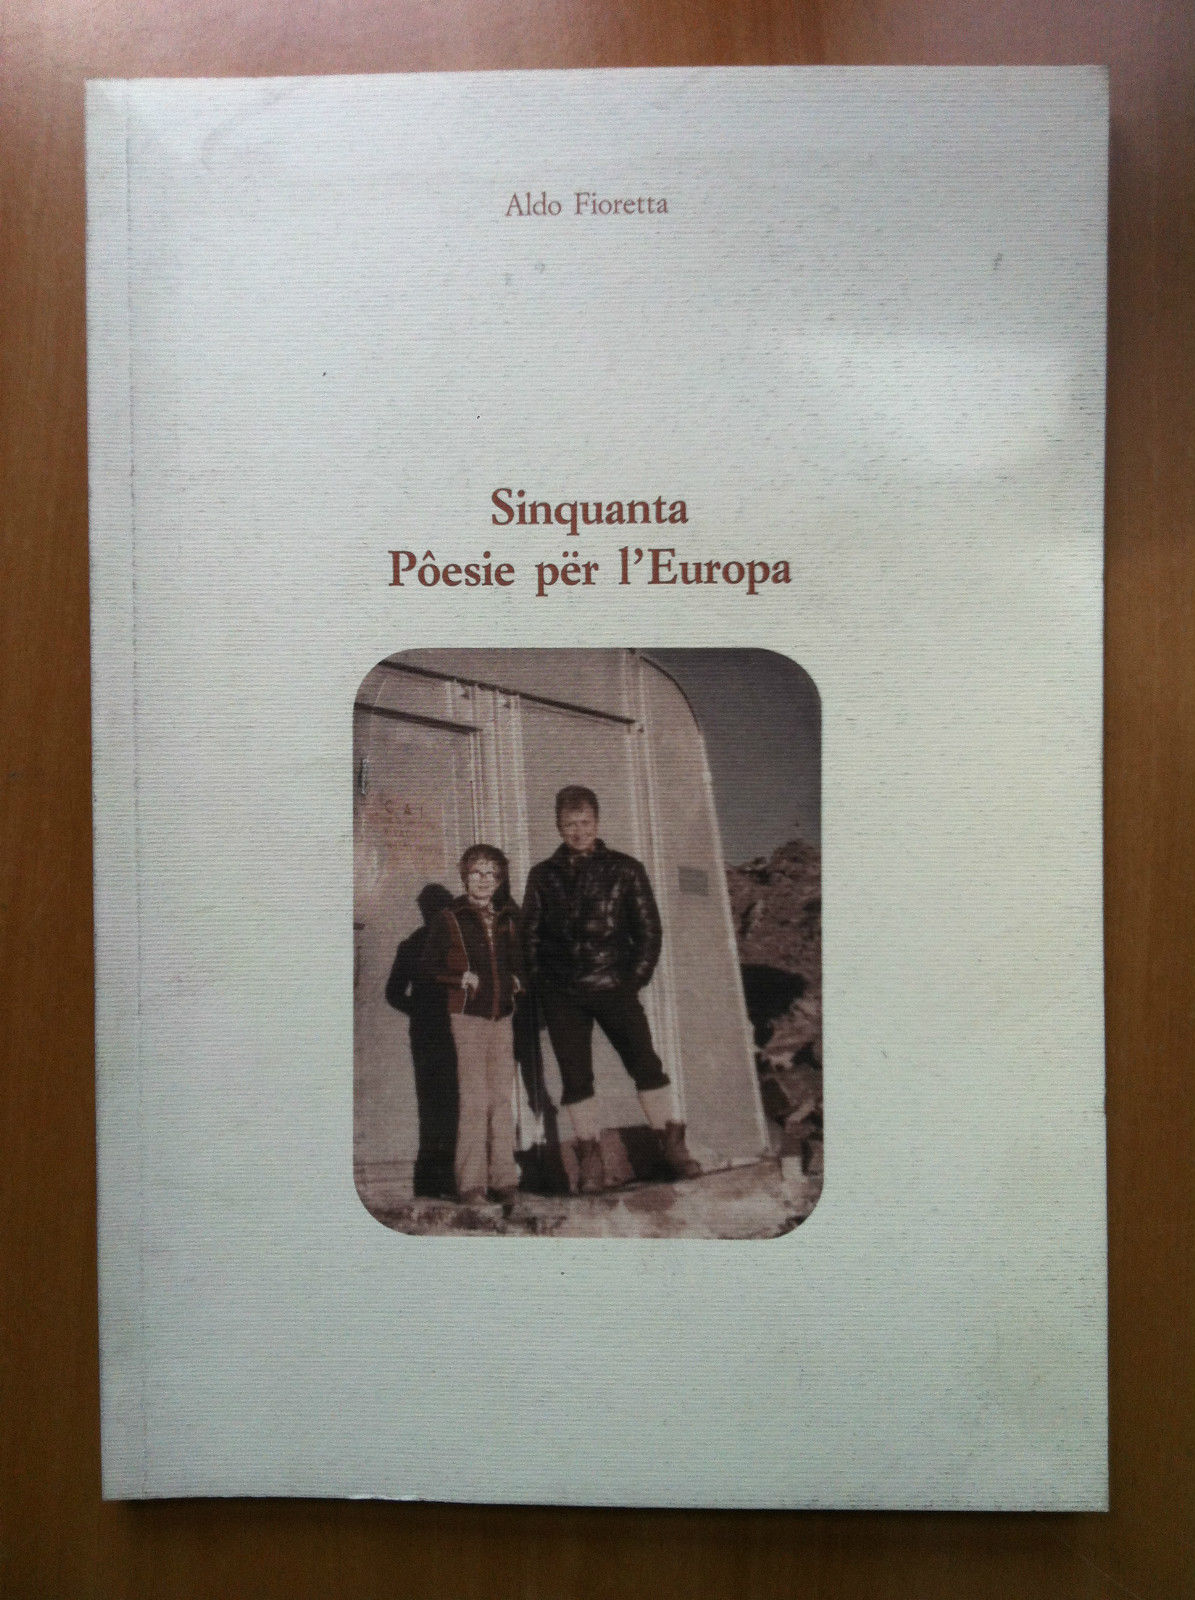 Aldo Fioretta
Sinquanta
Pôesie për l'Europa
C A I